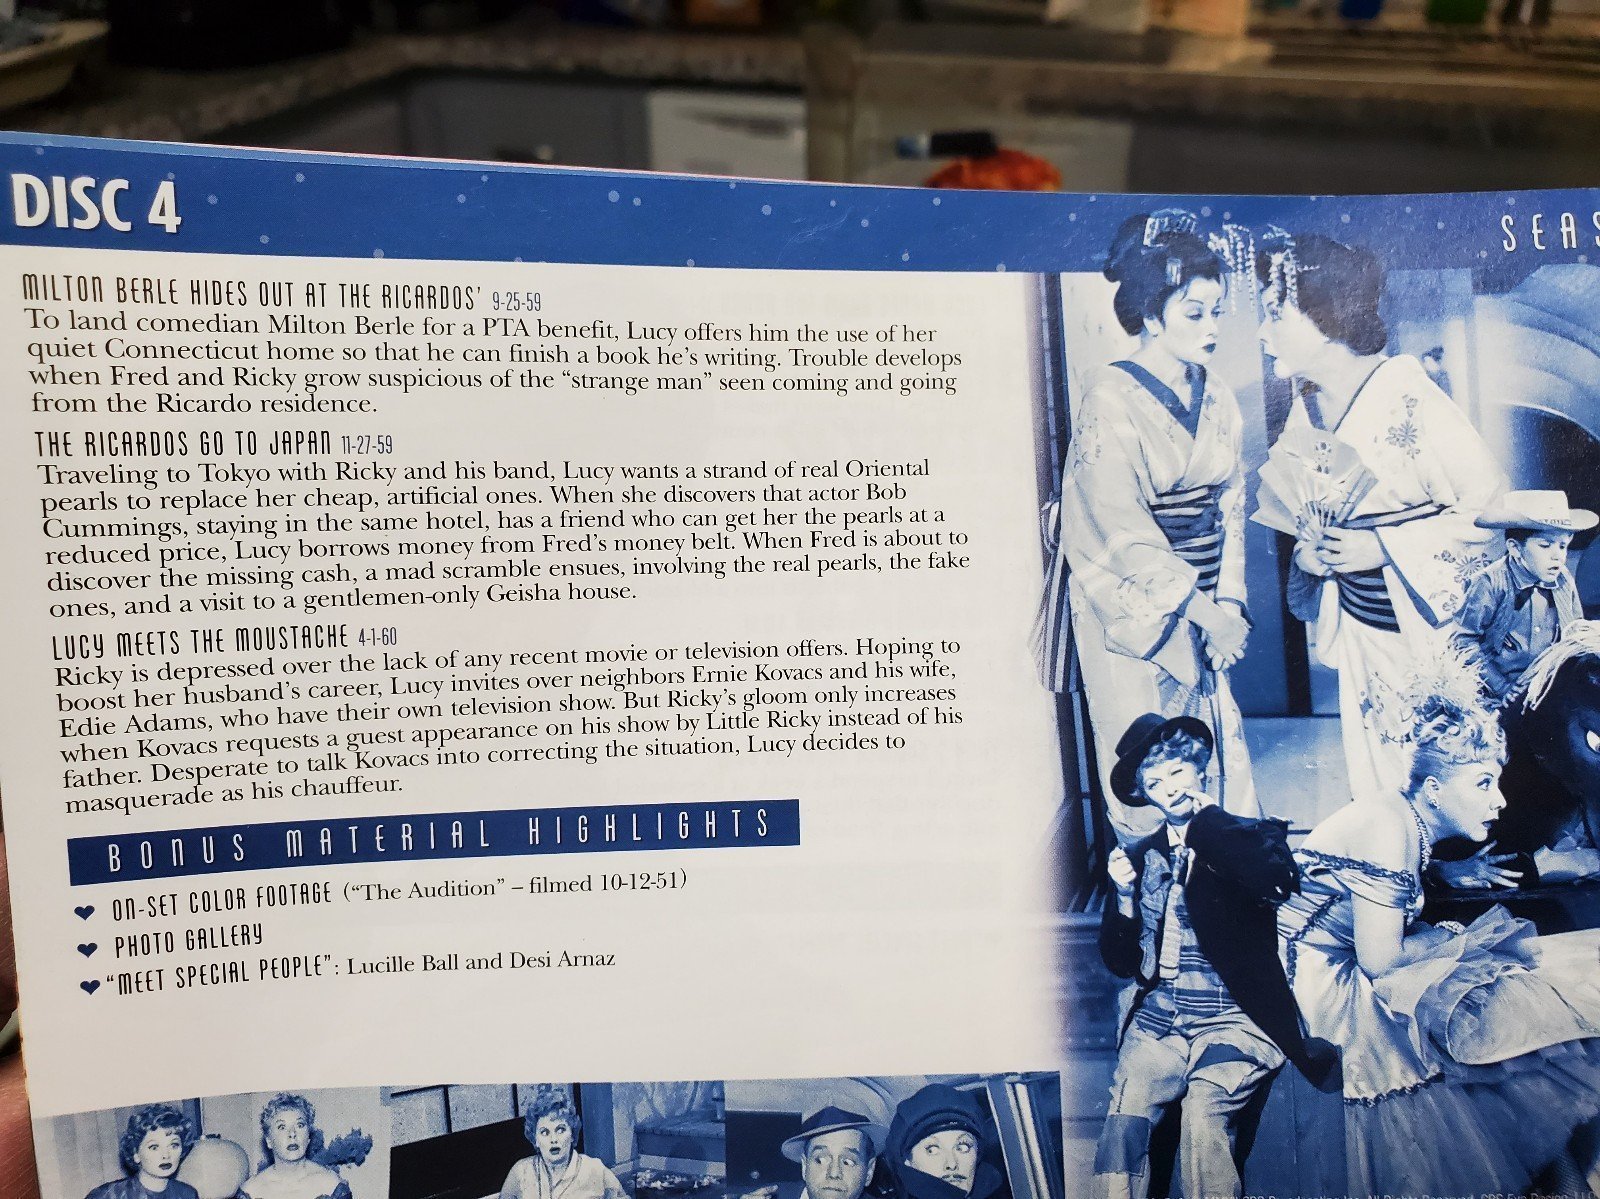 DISC 4
SEAS
MILTON BERLE HIDES OUT AT THE RICARDOS' 9-25-59
To land comedian Milton Berle for a PTA benefit, Lucy offers him the use of her
quiet Connecticut home so that he can finish a book he's writing. Trouble develops
when Fred and Ricky grow suspicious of the “strange man” seen coming and going
from the Ricardo residence.
THE RICARDOS GO TO JAPAN 11-27-59
Traveling to Tokyo with Ricky and his band, Lucy wants a strand of real Oriental
pearls to replace her cheap, artificial ones. When she discovers that actor Bob
Cummings, staying in the same hotel, has a friend who can get her the pearls at a
reduced price, Lucy borrows money from Fred's money belt. When Fred is about to
discover the missing cash, a mad scramble ensues, involving the real pearls, the fake
ones, and a visit to a gentlemen-only Geisha house.
LUCY MEETS THE MOUSTACHE 4-1-60
Ricky is depressed over the lack of any recent movie or television offers. Hoping to
boost her husband's career, Lucy invites over neighbors Ernie Kovacs and his wife,
Edie Adams, who have their own television show. But Ricky's gloom only increases
when Kovacs requests a guest appearance on his show by Little Ricky instead of his
father. Desperate to talk Kovacs into correcting the situation, Lucy decides to
masquerade as his chauffeur.
BONUS MATERIAL HIGHLIGHTS
ON-SET COLOR FOOTAGE (“The Audition” – filmed 10-12-51)
PHOTO GALLERY
“MEET SPECIAL PEOPLE”: Lucille Ball and Desi Arnaz